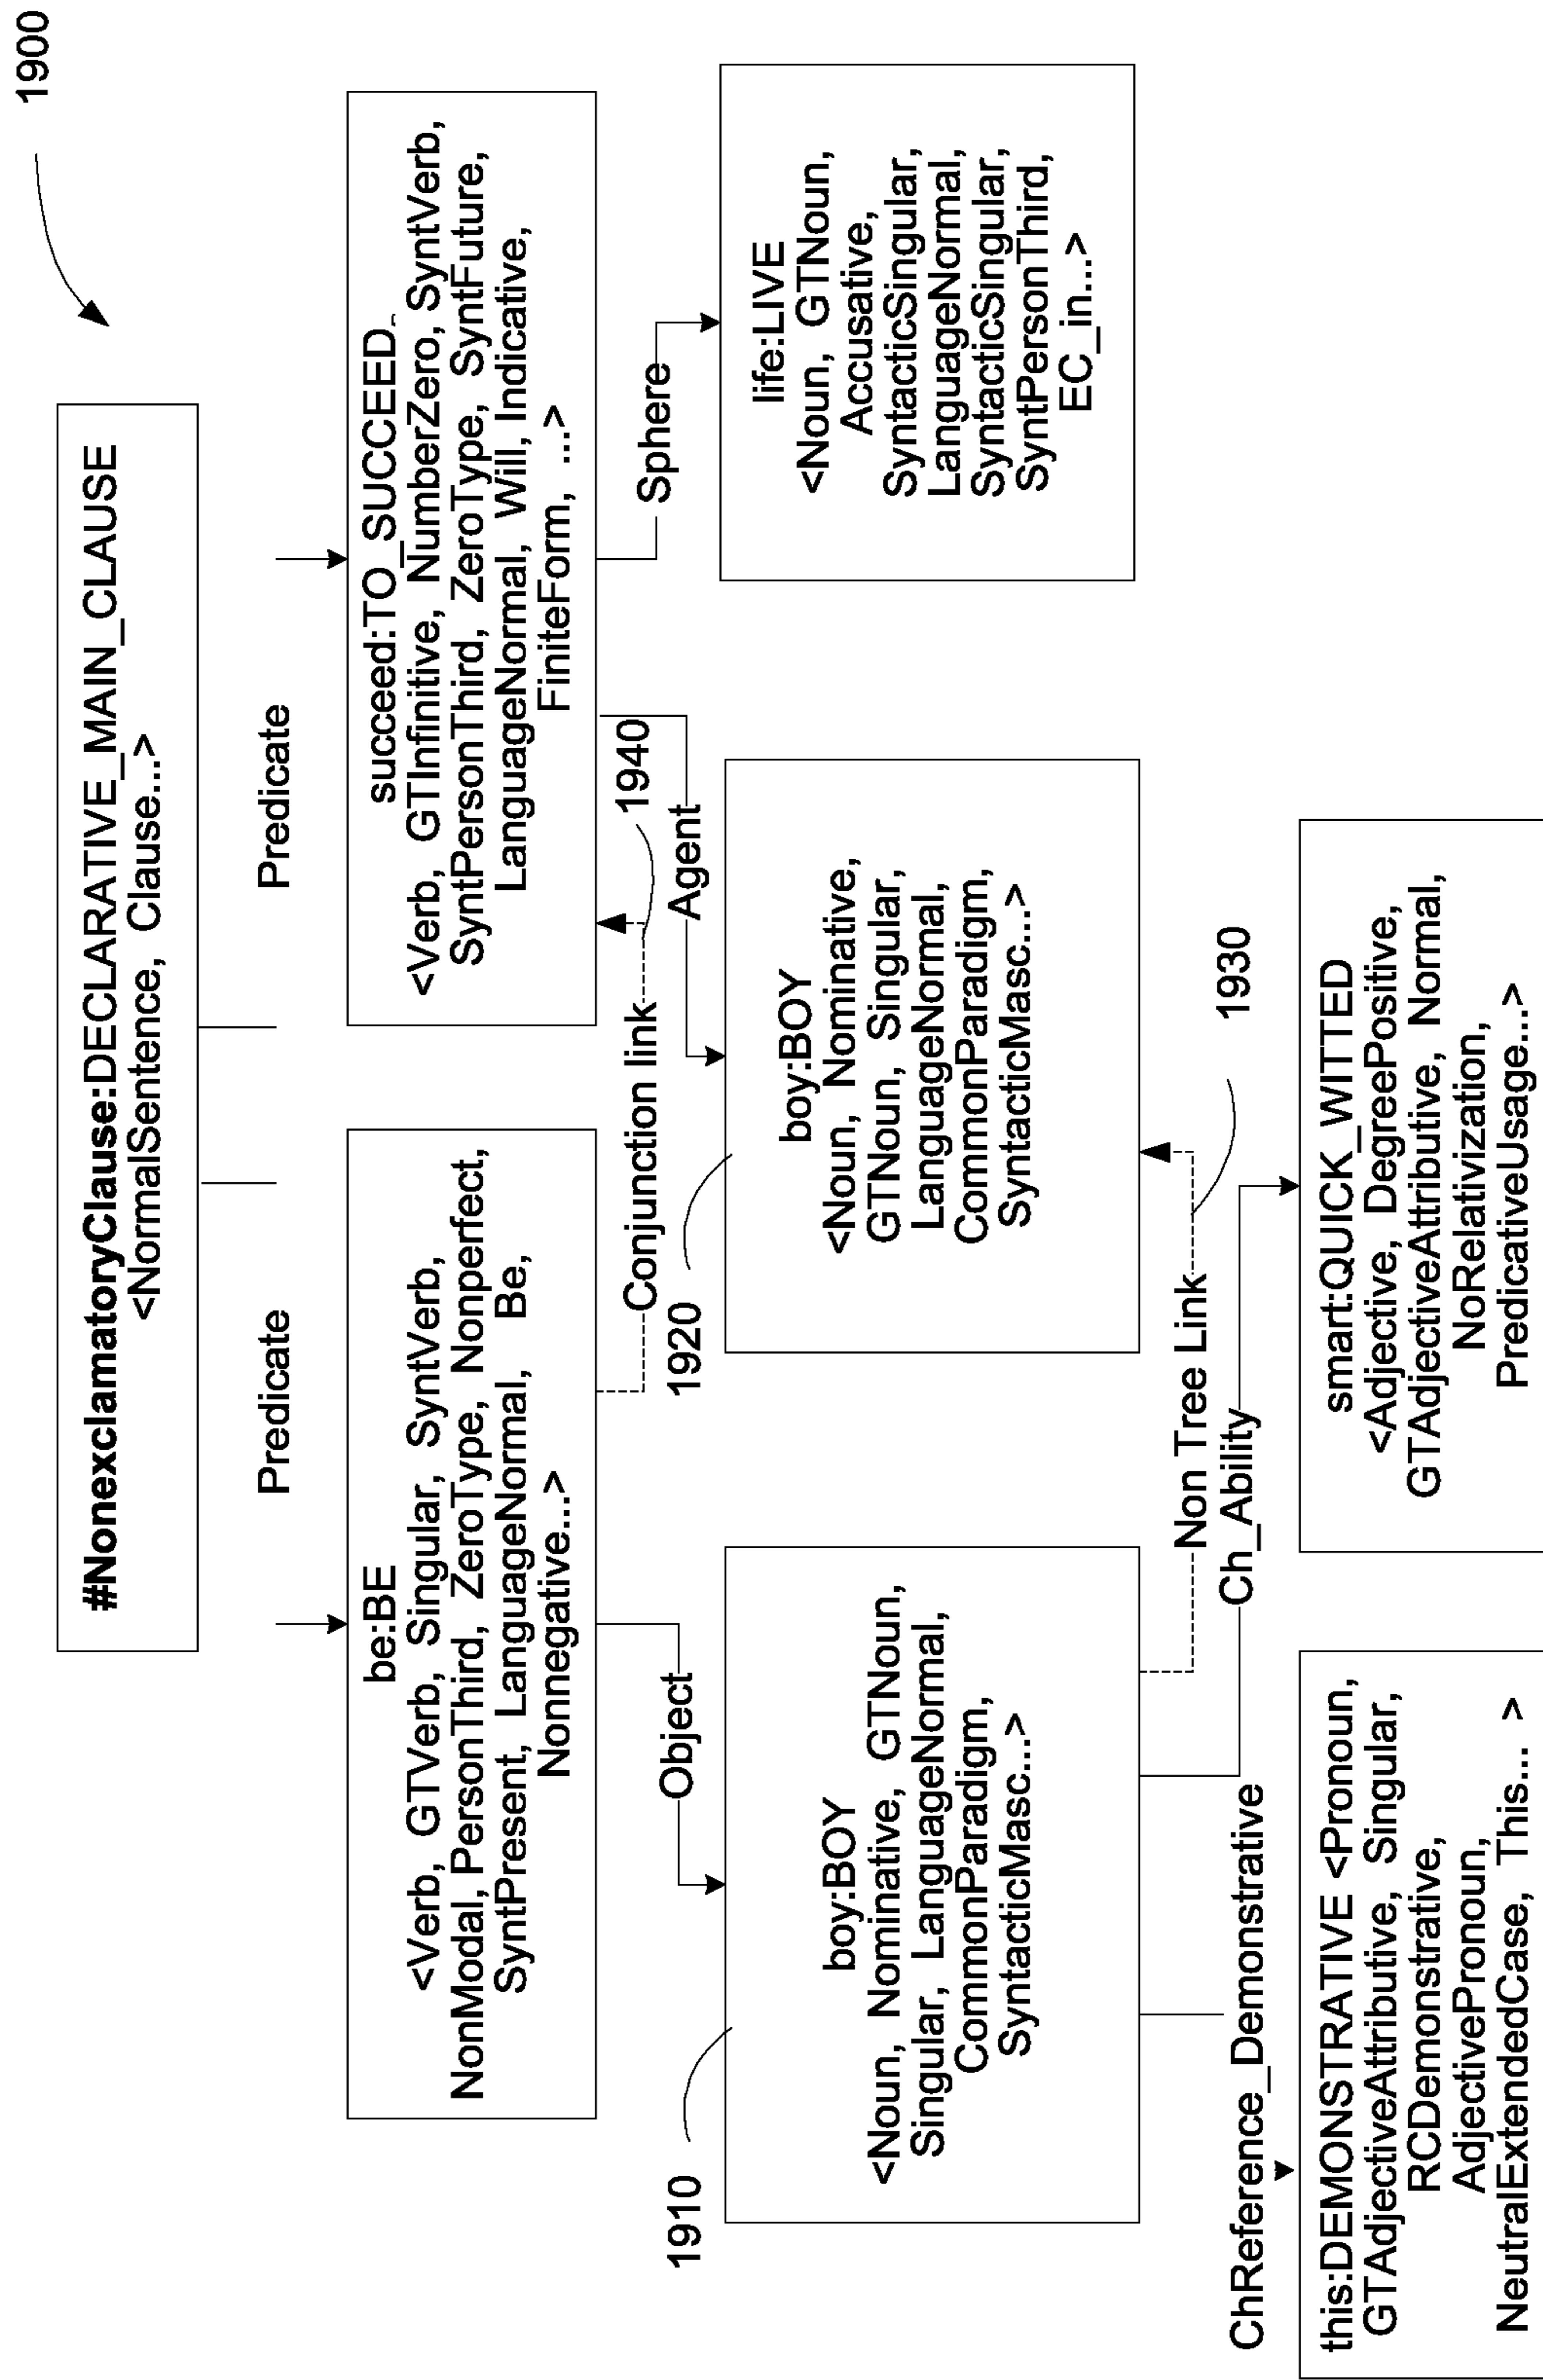 1900
#NonexclamatoryClause:DECLARATIVE_MAIN_CLAUSE
<NormalSentence, Clause...>
Predicate
Predicate
be:BE
<Verb, GTVerb, Singular, SyntVerb,
NonModal, PersonThird, ZeroType, Nonperfect,
SyntPresent, LanguageNormal, Be,
Nonnegative...>
succeed:TO_SUCCEED
<Verb, GTInfinitive, NumberZero, SyntVerb,
SyntPersonThird, ZeroType, SyntFuture,
LanguageNormal, Will, Indicative,
FiniteForm, ...>
Conjunction link
1940
Object
Agent
Sphere
1910
boy:BOY
<Noun, Nominative, GTNoun,
Singular, LanguageNormal,
CommonParadigm,
SyntacticMasc...>
1920
boy:BOY
<Noun, Nominative,
GTNoun, Singular,
LanguageNormal,
CommonParadigm,
SyntacticMasc...>
life:LIVE
<Noun, GTNoun,
Accusative,
SyntacticSingular,
LanguageNormal,
SyntacticSingular,
SyntPersonThird,
EC_in...>
Non Tree Link
1930
ChReference_Demonstrative
Ch_Ability
this:DEMONSTRATIVE <Pronoun,
GTAdjectiveAttributive, Singular,
RCDemonstrative,
AdjectivePronoun,
NeutralExtendedCase, This... >
smart:QUICK_WITTED
<Adjective, DegreePositive,
GTAdjectiveAttributive, Normal,
NoRelativization,
PredicativeUsage...>